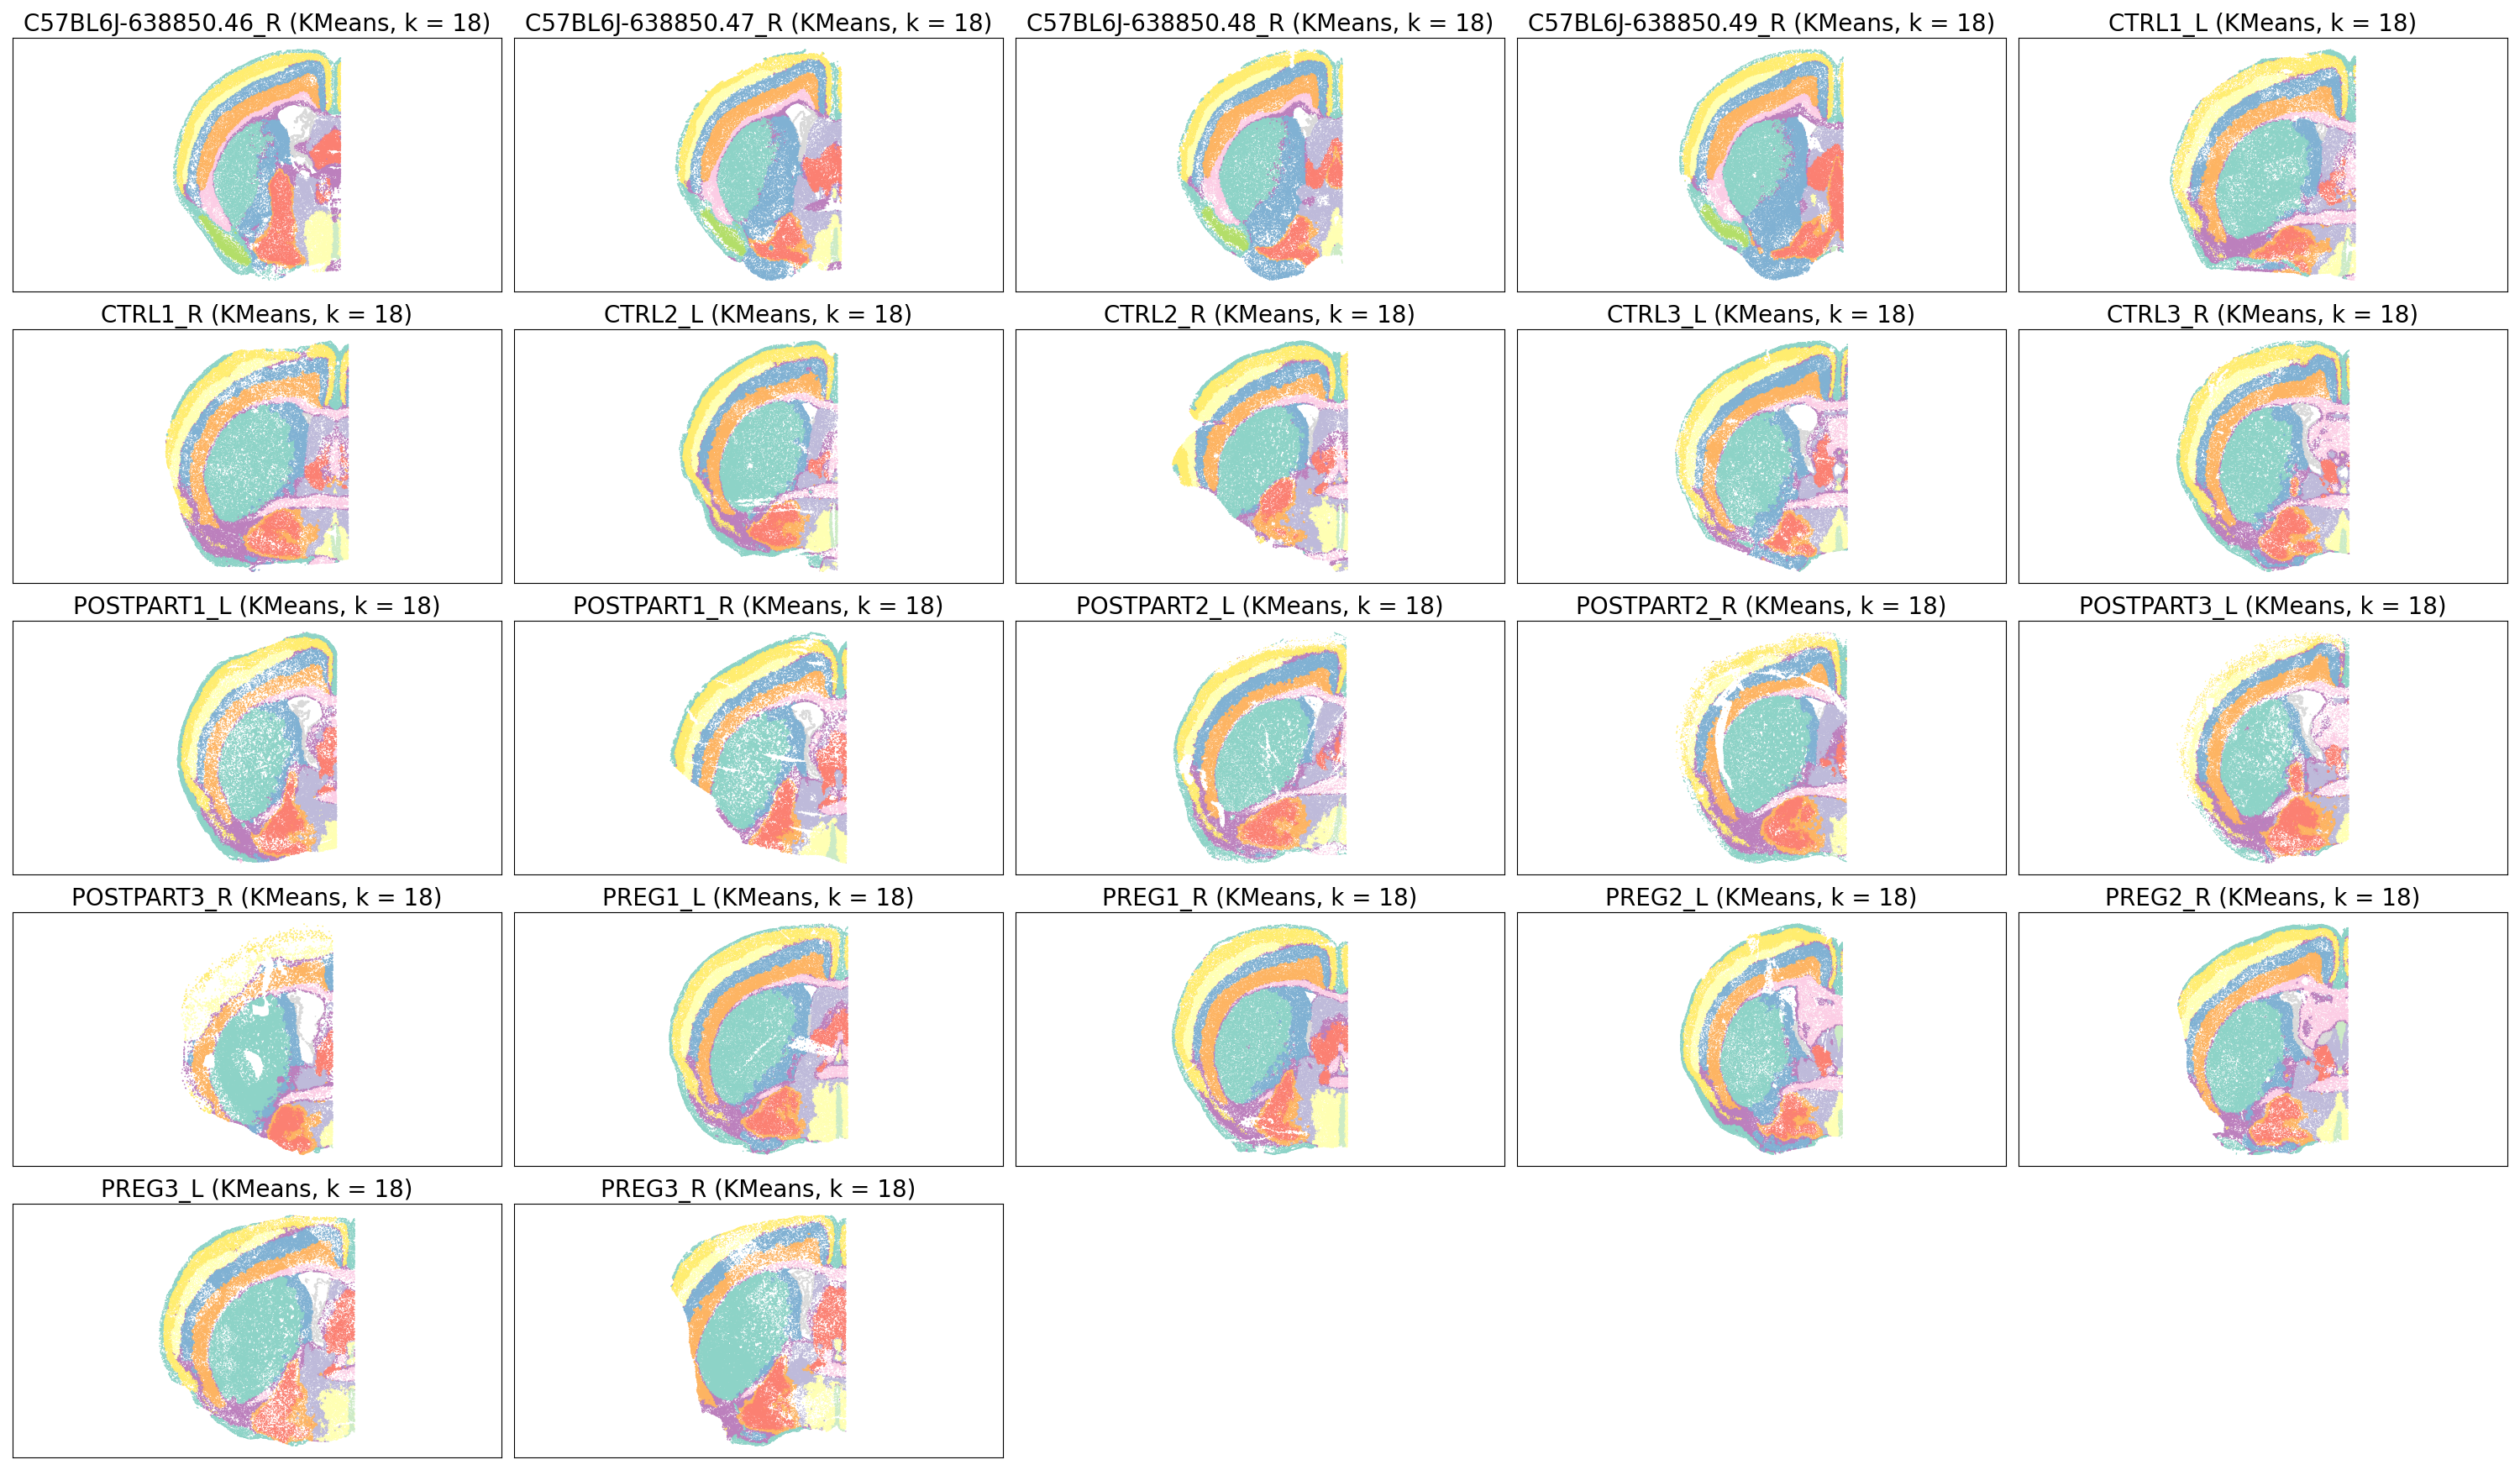 C57BL6J-638850.46_R (KMeans, k = 18)
C57BL6J-638850.47_R (KMeans, k = 18)
C57BL6J-638850.48_R (KMeans, k = 18)
C57BL6J-638850.49_R (KMeans, k = 18)
CTRL1_L (KMeans, k = 18)
CTRL1_R (KMeans, k = 18)
CTRL2_L (KMeans, k = 18)
CTRL2_R (KMeans, k = 18)
CTRL3_L (KMeans, k = 18)
CTRL3_R (KMeans, k = 18)
POSTPART1_L (KMeans, k = 18)
POSTPART1_R (KMeans, k = 18)
POSTPART2_L (KMeans, k = 18)
POSTPART2_R (KMeans, k = 18)
POSTPART3_L (KMeans, k = 18)
POSTPART3_R (KMeans, k = 18)
PREG1_L (KMeans, k = 18)
PREG1_R (KMeans, k = 18)
PREG2_L (KMeans, k = 18)
PREG2_R (KMeans, k = 18)
PREG3_L (KMeans, k = 18)
PREG3_R (KMeans, k = 18)